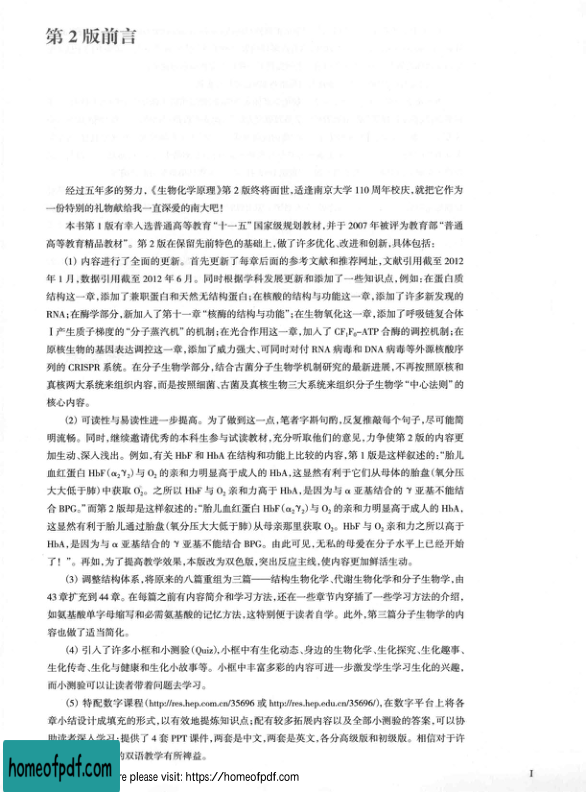 第 2 版前言
经过五年多的努力，《生物化学原理》第 2 版终将面世，适逢南京大学 110 周年校庆，就把它作为
一份特别的礼物献给我一直深爱的南大吧！
本书第 1 版有幸入选普通高等教育“十一五”国家级规划教材，并于 2007 年被评为教育部“普通
高等教育精品教材”。第 2 版在保留先前特色的基础上，做了许多优化、改进和创新，具体包括：
(1) 内容进行了全面的更新。首先更新了每章后面的参考文献和推荐网址，文献引用截至 2012
年 1 月，数据引用截至 2012 年 6 月。同时根据学科发展更新和添加了一些知识点，例如：在蛋白质
结构这一章，添加了兼职蛋白和天然无结构蛋白；在核酸的结构与功能这一章，添加了许多新发现的
RNA；在酶学部分，新加入了第十一章“核酶的结构与功能”；在生物氧化这一章，添加了呼吸链复合体
Ⅰ产生质子梯度的“分子蒸汽机”的机制；在光合作用这一章，加入了 CF₁F₀-ATP 合酶的调控机制；在
原核生物的基因表达调控这一章，添加了威力强大、可同时对付 RNA 病毒和 DNA 病毒等外源核酸序
列的 CRISPR 系统。在分子生物学部分，结合古菌分子生物学机制研究的最新进展，不再按照原核和
真核两大系统来组织内容，而是按照细菌、古菌及真核生物三大系统来组织分子生物学“中心法则”的
核心内容。
(2) 可读性与易读性进一步提高。为了做到这一点，笔者字斟句酌，反复推敲每个句子，尽可能简
明流畅。同时，继续邀请优秀的本科生参与试读教材，充分听取他们的意见，力争使第 2 版的内容更
加生动、深入浅出。例如，有关 HbF 和 HbA 在结构和功能上比较的内容，第 1 版是这样叙述的：“胎儿
血红蛋白 HbF(α₂γ₂)与 O₂ 的亲和力明显高于成人的 HbA，这显然有利于它们从母体的胎盘(氧分压
大大低于肺)中获取 O₂。之所以 HbF 与 O₂ 亲和力高于 HbA，是因为与 α 亚基结合的 γ 亚基不能结
合 BPG。”而第 2 版却是这样叙述的：“胎儿血红蛋白 HbF(α₂γ₂)与 O₂ 的亲和力明显高于成人的 HbA，
这显然有利于胎儿通过胎盘(氧分压大大低于肺)从母亲那里获取 O₂。HbF 与 O₂ 亲和力之所以高于
HbA，是因为与 α 亚基结合的 γ 亚基不能结合 BPG。由此可见，无私的母爱在分子水平上已经开始
了！”。再如，为了提高教学效果，本版改为双色版，突出反应主线，使内容更加鲜活生动。
(3) 调整结构体系，将原来的八篇重组为三篇——结构生物化学、代谢生物化学和分子生物学，由
43 章扩充到 44 章。在每篇之前有内容简介和学习方法，还在一些章节内穿插了一些学习方法的介绍，
如氨基酸单字母缩写和必需氨基酸的记忆方法，这特别便于读者自学。此外，第三篇分子生物学的内
容也做了适当简化。
(4) 引入了许多小框和小测验(Quiz)，小框中有生化动态、身边的生物化学、生化探究、生化趣事、
生化传奇、生化与健康和生化小故事等。小框中丰富多彩的内容可进一步激发学生学习生化的兴趣，
而小测验可以让读者带着问题去学习。
(5) 特配数字课程(http://res.hep.com.cn/35696 或 http://res.hep.edu.cn/35696/)，在数字平台上将各
章小结设计成填充的形式，以有效地提炼知识点；配有较多拓展内容以及全部小测验的答案，可以协
助读者深入学习；提供了 4 套 PPT 课件，两套是中文，两套是英文，各分高级版和初级版。相信对于许
的双语教学有所裨益。
homeofpdf.com
re please visit: https://homeofpdf.com
I